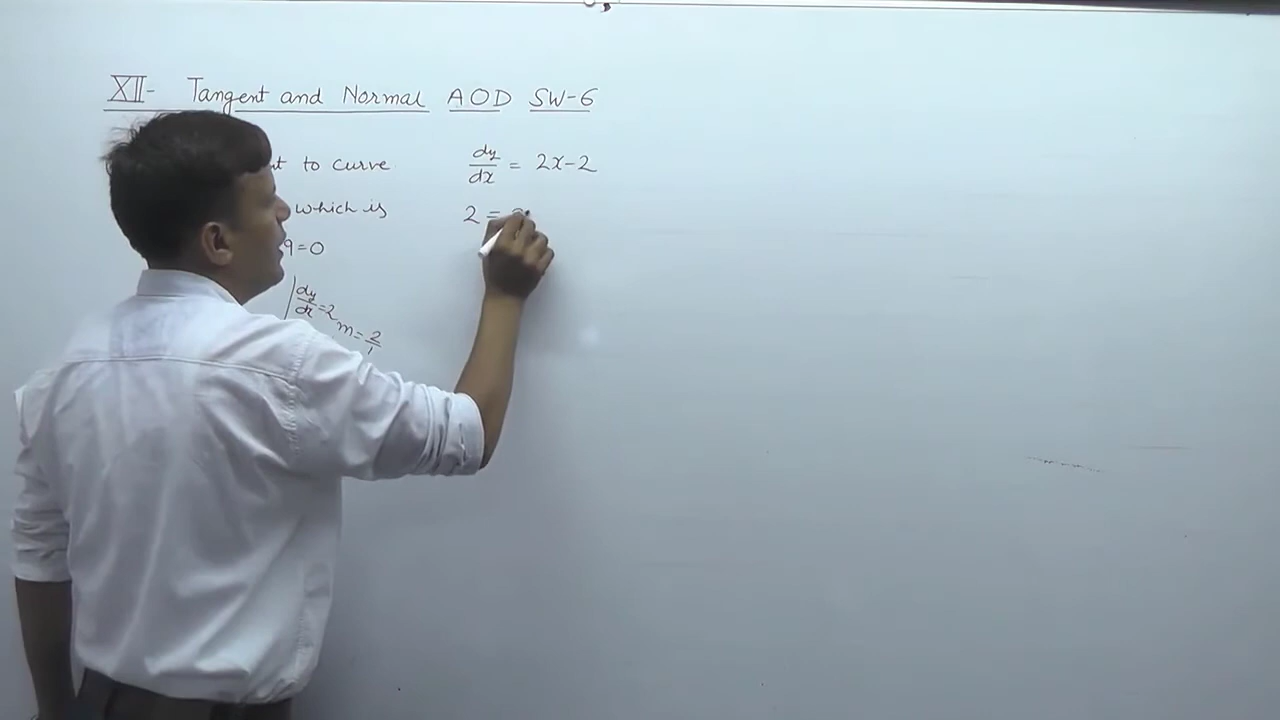 XII- Tangent and Normal AOD SW-6
to curve
which is
9=0
dy/dx = 2
m = 2/1
dy/dx = 2x-2
2 =